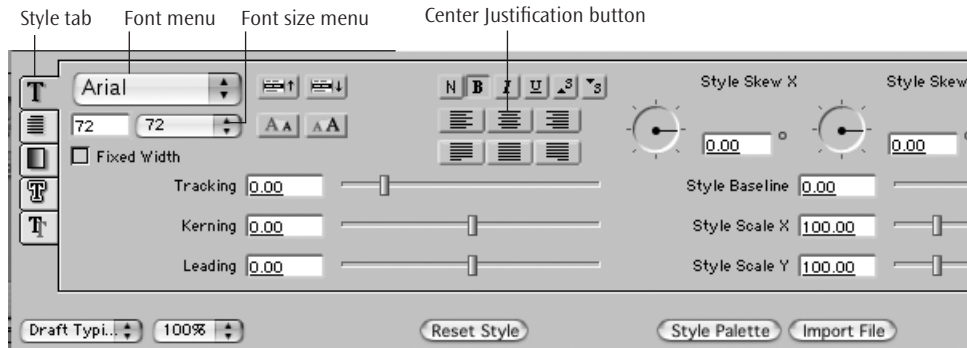 Style tab Font menu Font size menu Center Justification button
T Arial N B I U S S Style Skew X Style Skew
72 72 A A A A 0.00 ° 0.00 °
Fixed Width
T Tracking 0.00 Style Baseline 0.00
T Kerning 0.00 Style Scale X 100.00
Leading 0.00 Style Scale Y 100.00
Draft Typi... 100% Reset Style Style Palette Import File